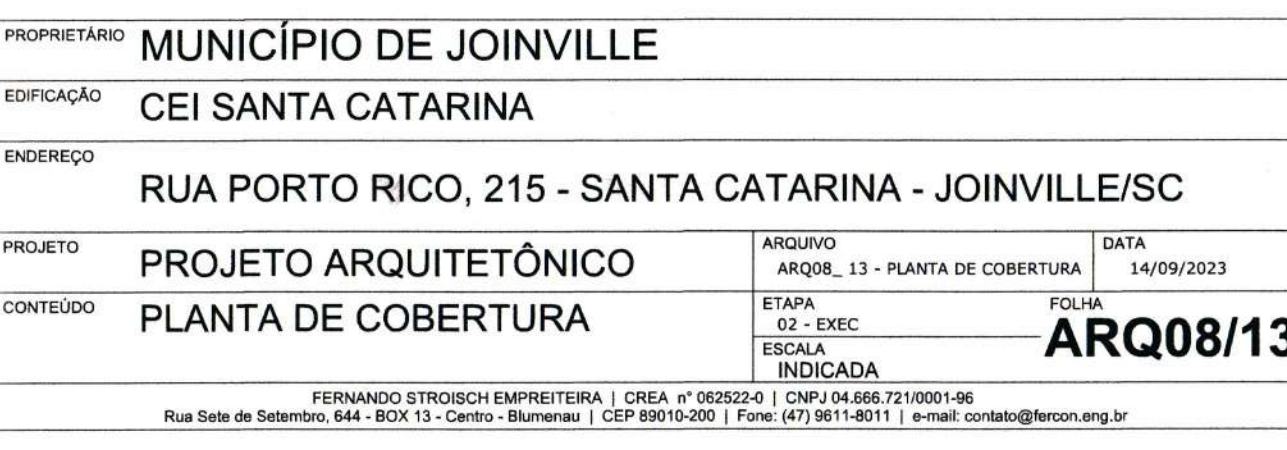 PROPRIETÁRIO MUNICÍPIO DE JOINVILLE
EDIFICAÇÃO CEI SANTA CATARINA
ENDEREÇO
RUA PORTO RICO, 215 - SANTA CATARINA - JOINVILLE/SC
PROJETO PROJETO ARQUITETÔNICO
ARQUIVO
ARQ08_ 13 - PLANTA DE COBERTURA
DATA
14/09/2023
CONTEÚDO PLANTA DE COBERTURA
ETAPA
02 - EXEC
ESCALA
INDICADA
FOLHA
ARQ08/13
FERNANDO STROISCH EMPREITEIRA | CREA n° 062522-0 | CNPJ 04.666.721/0001-96
Rua Sete de Setembro, 644 - BOX 13 - Centro - Blumenau | CEP 89010-200 | Fone: (47) 9611-8011 | e-mail: contato@fercon.eng.br